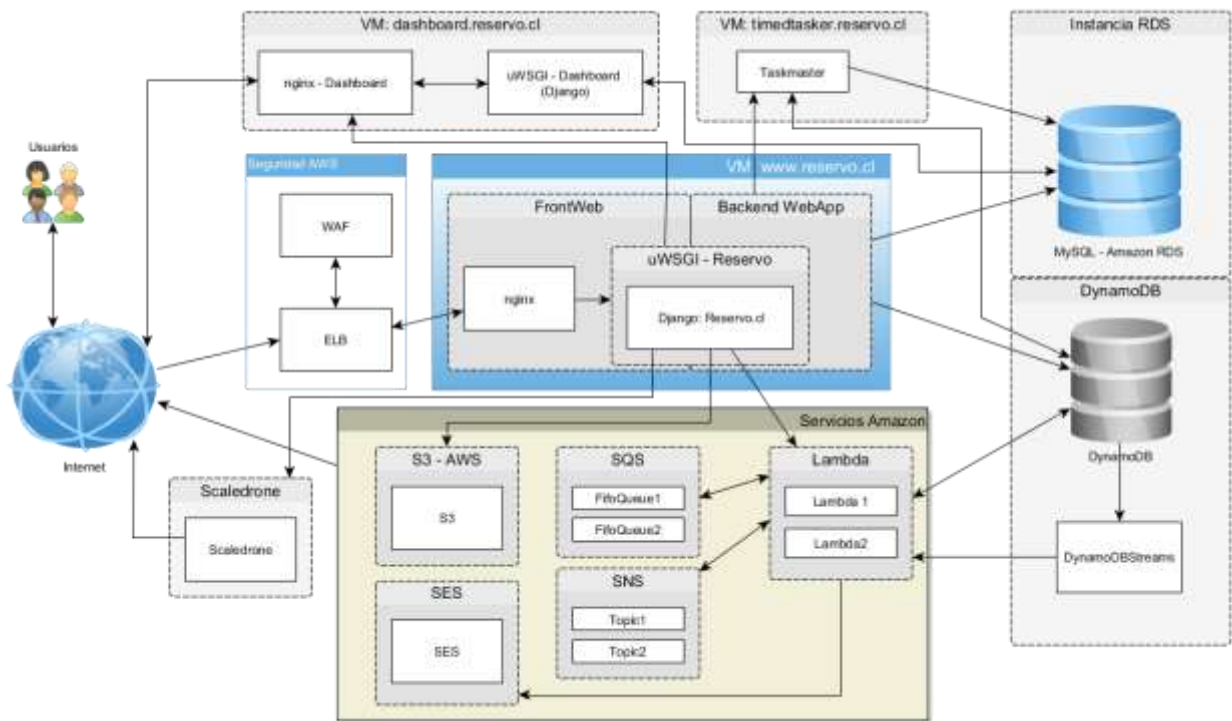 VM: dashboard.reservo.cl
nginx - Dashboard
uWSGI - Dashboard
(Django)
VM: timedtasker.reservo.cl
Taskmaster
Instancia RDS
MySQL - Amazon RDS
Usuarios
Seguridad AWS
WAF
ELB
VM: www.reservo.cl
FrontWeb
Backend WebApp
nginx
uWSGI - Reservo
Django: Reservo.cl
DynamoDB
DynamoDB
DynamoDBStreams
Internet
Scaledrone
Scaledrone
Servicios Amazon
S3 - AWS
S3
SQS
FifoQueue1
FifoQueue2
Lambda
Lambda 1
Lambda2
SES
SES
SNS
Topic1
Topic2